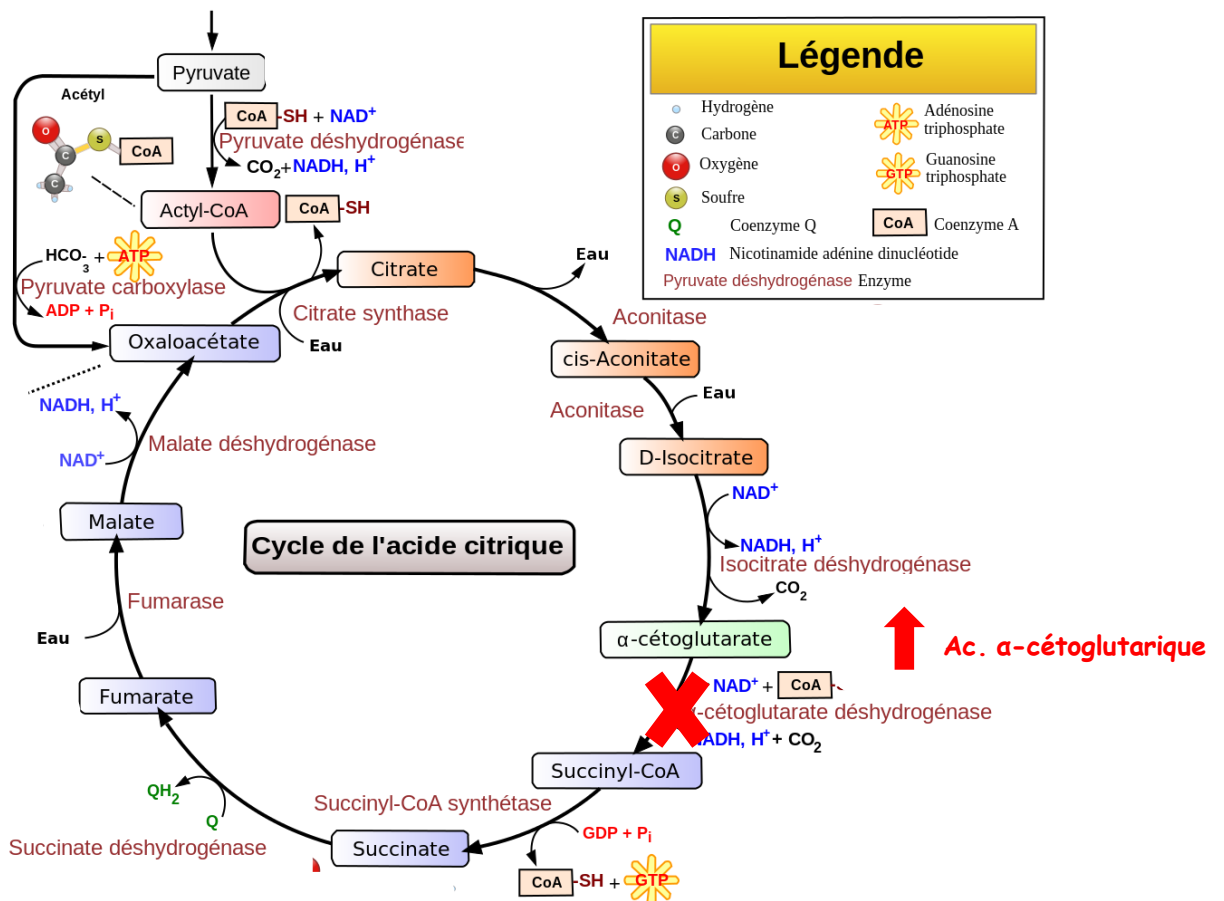 Pyruvate
Acétyl
O
C
S
CoA
C
CoA-SH + NAD+
Pyruvate déshydrogénase
CO2+NADH, H+
Actyl-CoA
CoA-SH
HCO3- + ATP
Pyruvate carboxylase
ADP + Pi
Citrate
Eau
Citrate synthase
Eau
Oxaloacétate
Aconitase
cis-Aconitate
Eau
Aconitase
D-Isocitrate
NADH, H+
NAD+
Malate déshydrogénase
NAD+
NADH, H+
Isocitrate déshydrogénase
CO2
Malate
Cycle de l'acide citrique
Fumarase
Eau
α-cétoglutarate
Ac. α-cétoglutarique
NAD+ + CoA
-cétoglutarate déshydrogénase
NADH, H+ + CO2
Fumarate
Succinyl-CoA
Succinyl-CoA synthétase
QH2
Q
GDP + Pi
Succinate déshydrogénase
Succinate
CoA-SH + GTP
Légende
Hydrogène
C Carbone
O Oxygène
S Soufre
Q Coenzyme Q
ATP Adénosine
triphosphate
GTP Guanosine
triphosphate
CoA Coenzyme A
NADH Nicotinamide adénine dinucléotide
Pyruvate déshydrogénase Enzyme